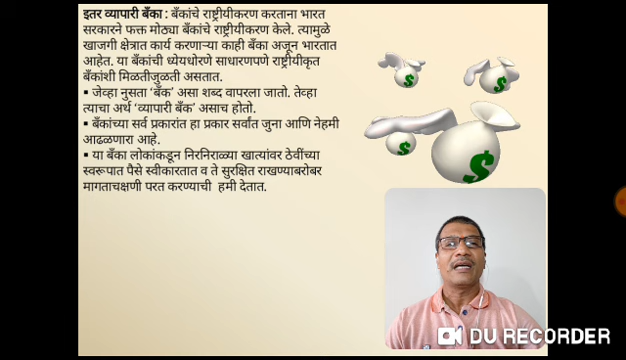 इतर व्यापारी बँका : बँकांचे राष्ट्रीयीकरण करताना भारत
सरकारने फक्त मोठ्या बँकांचे राष्ट्रीयीकरण केले. त्यामुळे
खाजगी क्षेत्रात कार्य करणाऱ्या काही बँका अजून भारतात
आहेत. या बँकांची ध्येयधोरणे साधारणपणे राष्ट्रीयीकृत
बँकांशी मिळतीजुळती असतात.
▪ जेव्हा नुसता 'बँक' असा शब्द वापरला जातो. तेव्हा
त्याचा अर्थ 'व्यापारी बँक' असाच होतो.
▪ बँकांच्या सर्व प्रकारांत हा प्रकार सर्वांत जुना आणि नेहमी
आढळणारा आहे.
▪ या बँका लोकांकडून निरनिराळ्या खात्यांवर ठेवींच्या
स्वरूपात पैसे स्वीकारतात व ते सुरक्षित राखण्याबरोबर
मागताचक्षणी परत करण्याची हमी देतात.
$ $
$ $
DU RECORDER